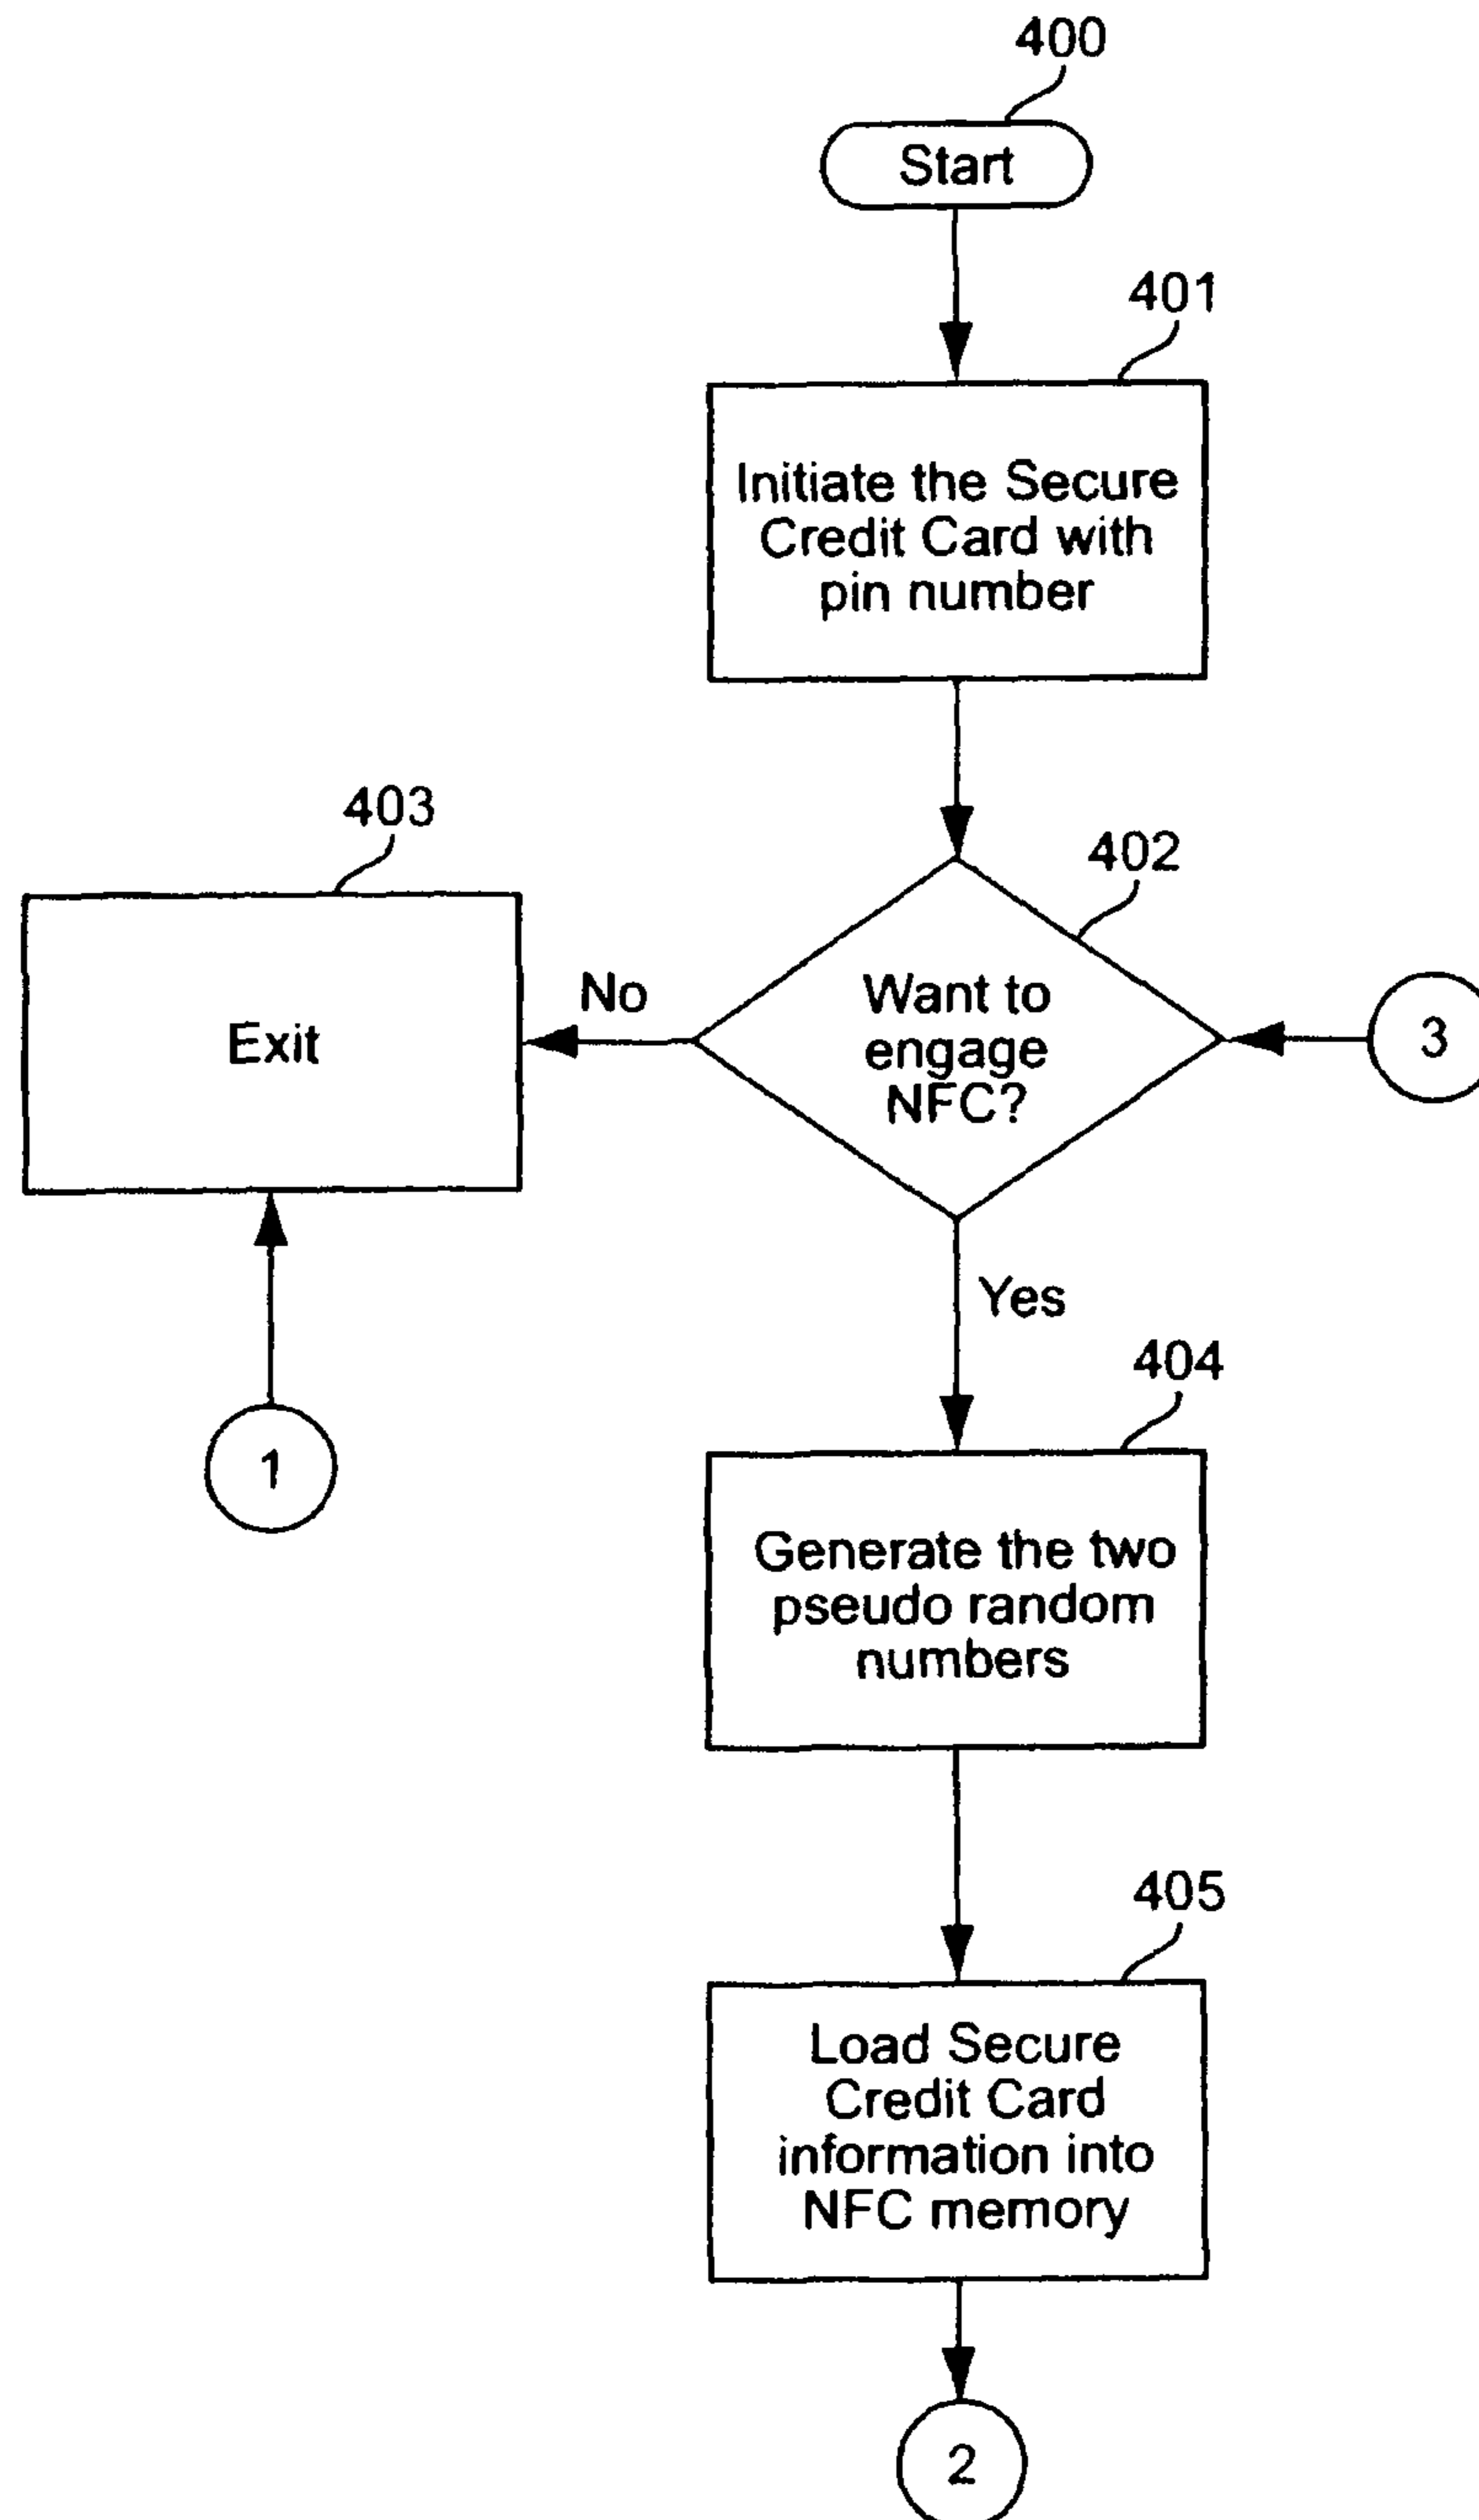 400
Start
401
Initiate the Secure
Credit Card with
pin number
403
402
Exit
No
Want to
engage
NFC?
3
Yes
404
1
Generate the two
pseudo random
numbers
405
Load Secure
Credit Card
information into
NFC memory
2